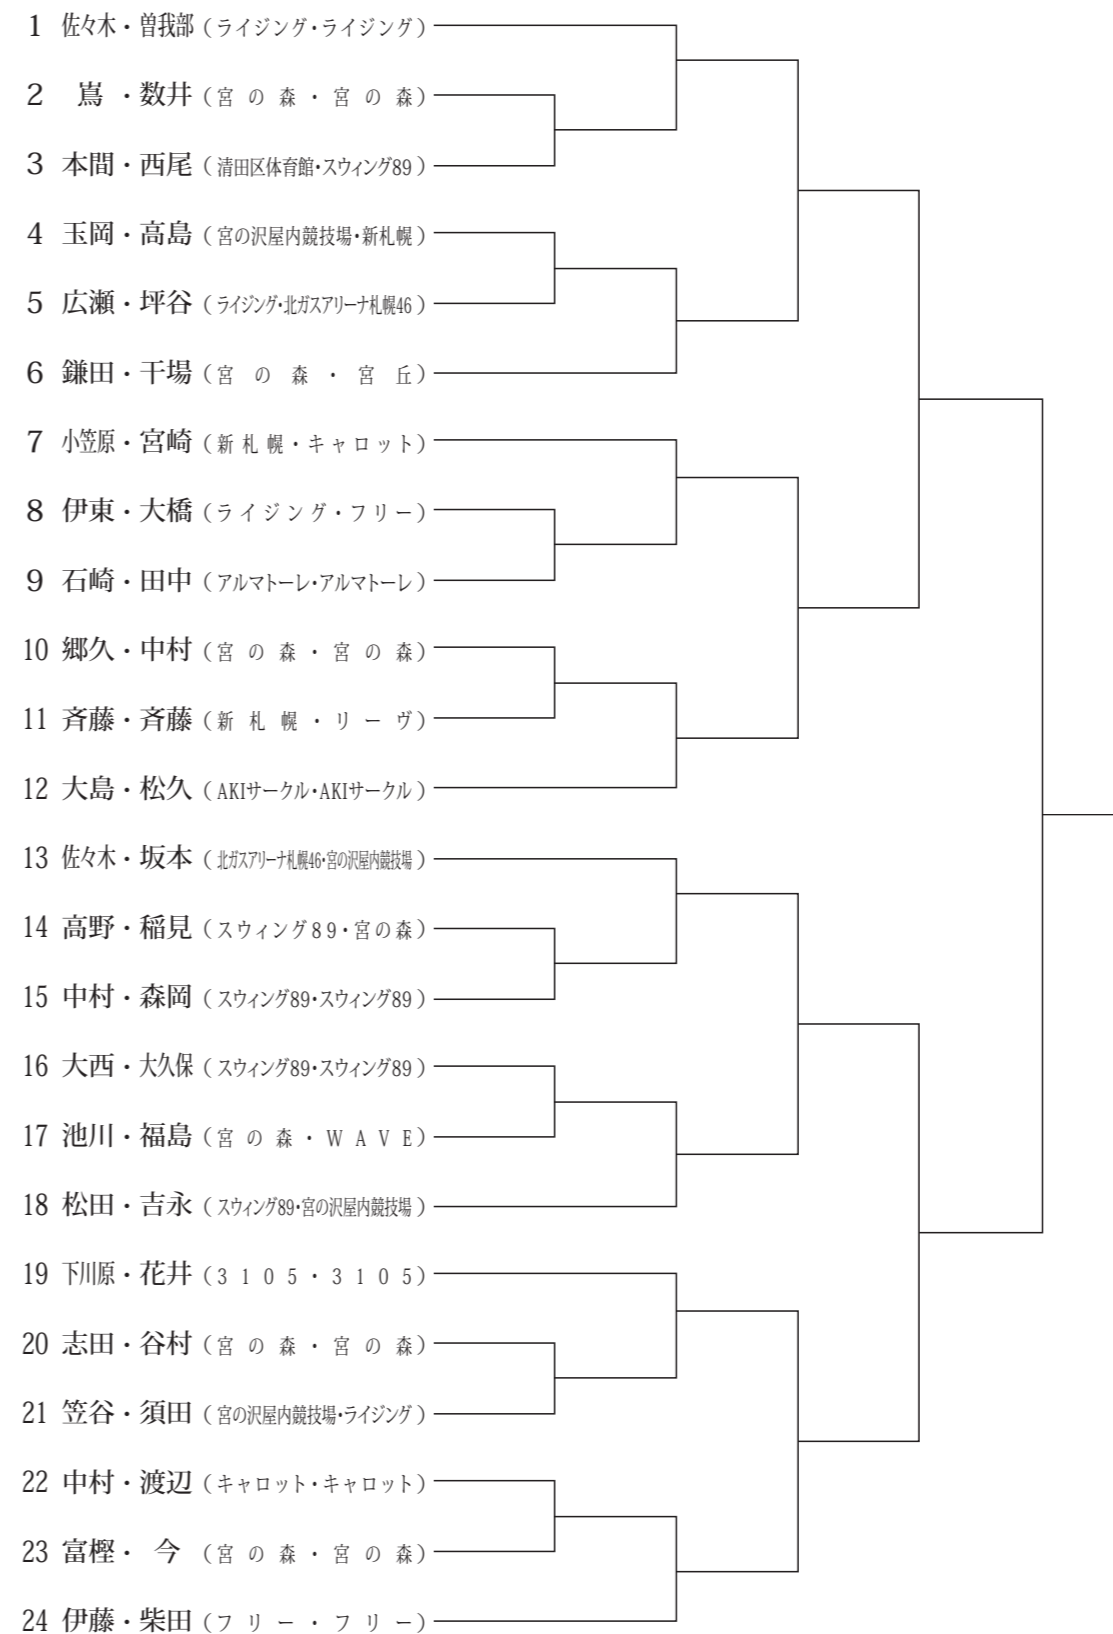 1 佐々木・曽我部（ライジング・ライジング）
2 嶌・数井（宮の森・宮の森）
3 本間・西尾（清田区体育館・スウィング89）
4 玉岡・高島（宮の沢屋内競技場・新札幌）
5 広瀬・坪谷（ライジング・北ガスアリーナ札幌46）
6 鎌田・干場（宮の森・宮丘）
7 小笠原・宮崎（新札幌・キャロット）
8 伊東・大橋（ライジング・フリー）
9 石崎・田中（アルマトーレ・アルマトーレ）
10 郷久・中村（宮の森・宮の森）
11 斉藤・斉藤（新札幌・リーヴ）
12 大島・松久（AKIサークル・AKIサークル）
13 佐々木・坂本（北ガスアリーナ札幌46・宮の沢屋内競技場）
14 高野・稲見（スウィング89・宮の森）
15 中村・森岡（スウィング89・スウィング89）
16 大西・大久保（スウィング89・スウィング89）
17 池川・福島（宮の森・WAVE）
18 松田・吉永（スウィング89・宮の沢屋内競技場）
19 下川原・花井（3105・3105）
20 志田・谷村（宮の森・宮の森）
21 笠谷・須田（宮の沢屋内競技場・ライジング）
22 中村・渡辺（キャロット・キャロット）
23 富樫・今（宮の森・宮の森）
24 伊藤・柴田（フリー・フリー）